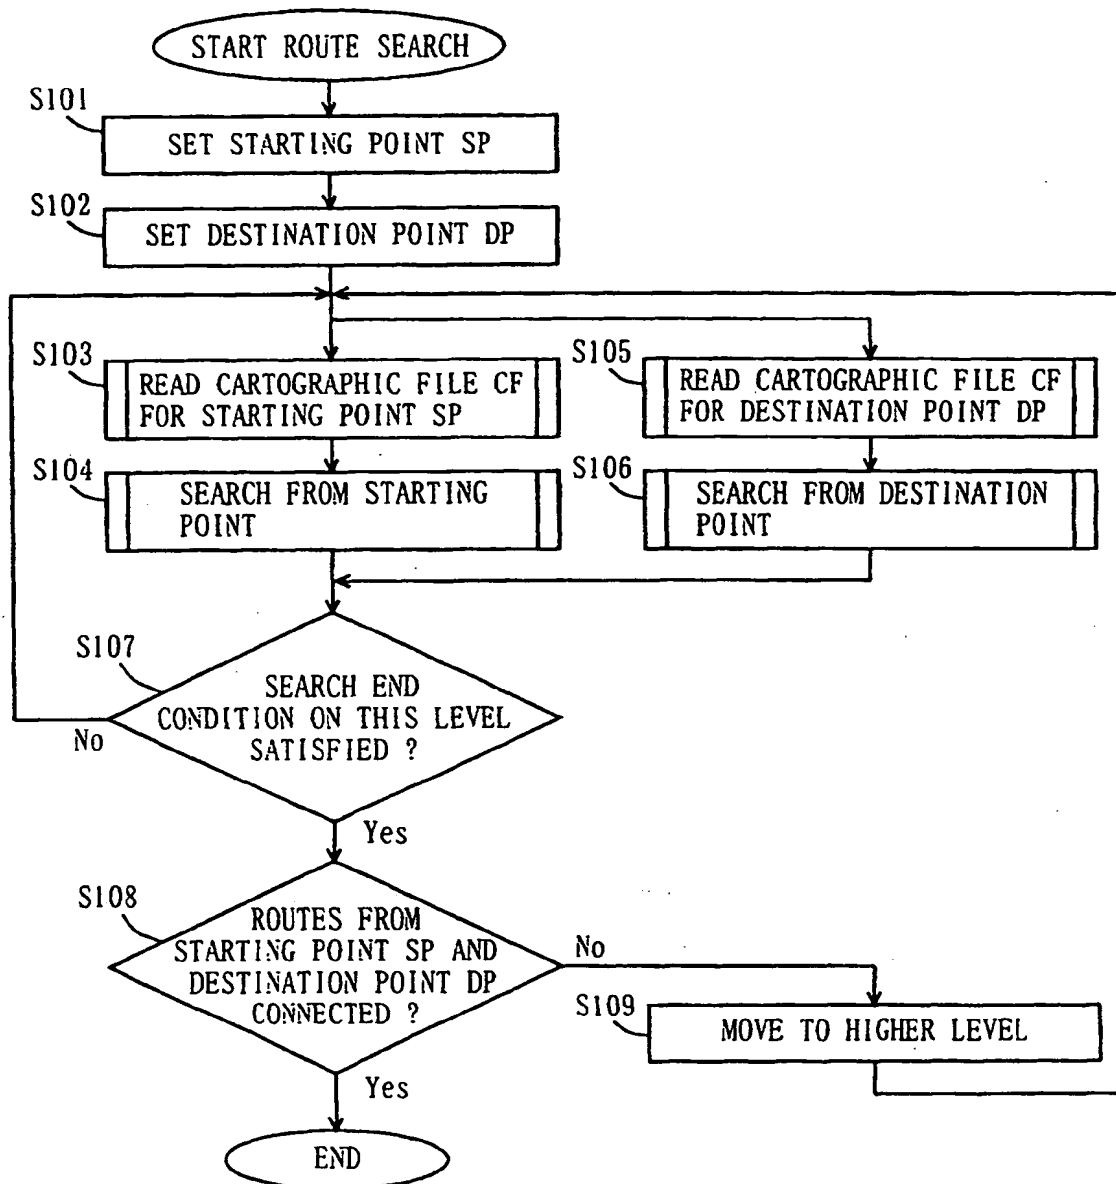 START ROUTE SEARCH
S101
SET STARTING POINT SP
S102
SET DESTINATION POINT DP
S103
READ CARTOGRAPHIC FILE CF
FOR STARTING POINT SP
S105
READ CARTOGRAPHIC FILE CF
FOR DESTINATION POINT DP
S104
SEARCH FROM STARTING
POINT
S106
SEARCH FROM DESTINATION
POINT
S107
SEARCH END
CONDITION ON THIS LEVEL
SATISFIED ?
No
Yes
S108
ROUTES FROM
STARTING POINT SP AND
DESTINATION POINT DP
CONNECTED ?
No
S109
MOVE TO HIGHER LEVEL
Yes
END